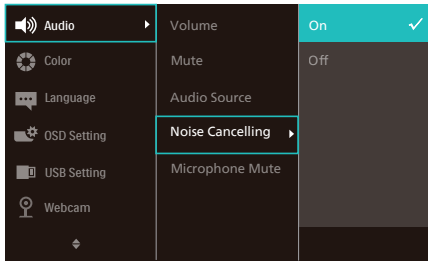 Audio
Color
Language
OSD Setting
USB Setting
Webcam
Volume
Mute
Audio Source
Noise Cancelling
Microphone Mute
On
Off